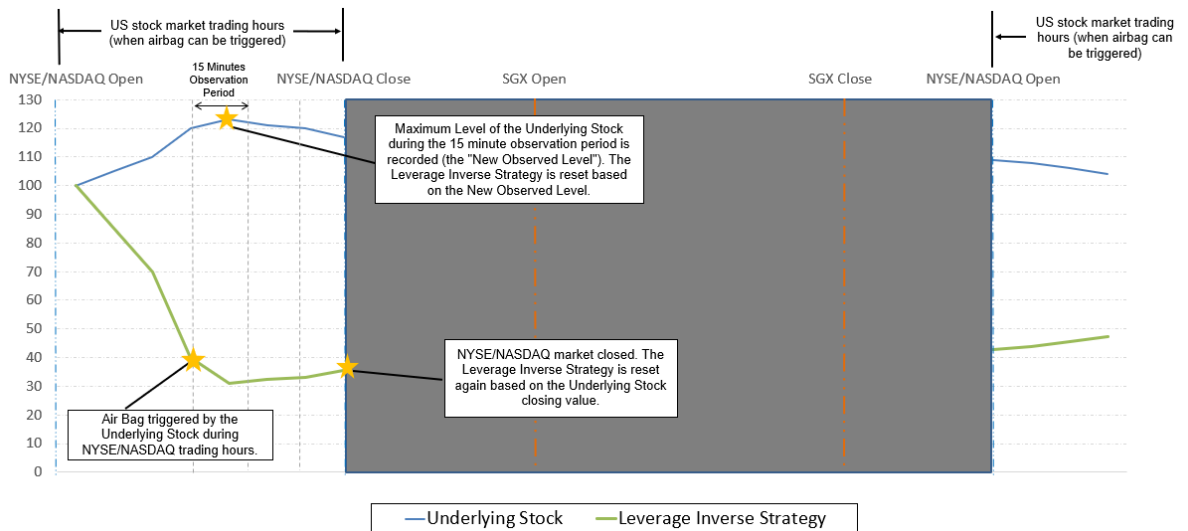 US stock market trading hours
(when airbag can be triggered)
US stock market trading
hours (when airbag can
be triggered)
15 Minutes
Observation
Period
NYSE/NASDAQ Open
NYSE/NASDAQ Close
SGX Open
SGX Close
NYSE/NASDAQ Open
130
120
110
100
90
80
70
60
50
40
30
20
10
0
Maximum Level of the Underlying Stock
during the 15 minute observation period is
recorded (the "New Observed Level"). The
Leverage Inverse Strategy is reset based
on the New Observed Level.
NYSE/NASDAQ market closed. The
Leverage Inverse Strategy is reset
again based on the Underlying Stock
closing value.
Air Bag triggered by the
Underlying Stock during
NYSE/NASDAQ trading hours.
Underlying Stock
Leverage Inverse Strategy